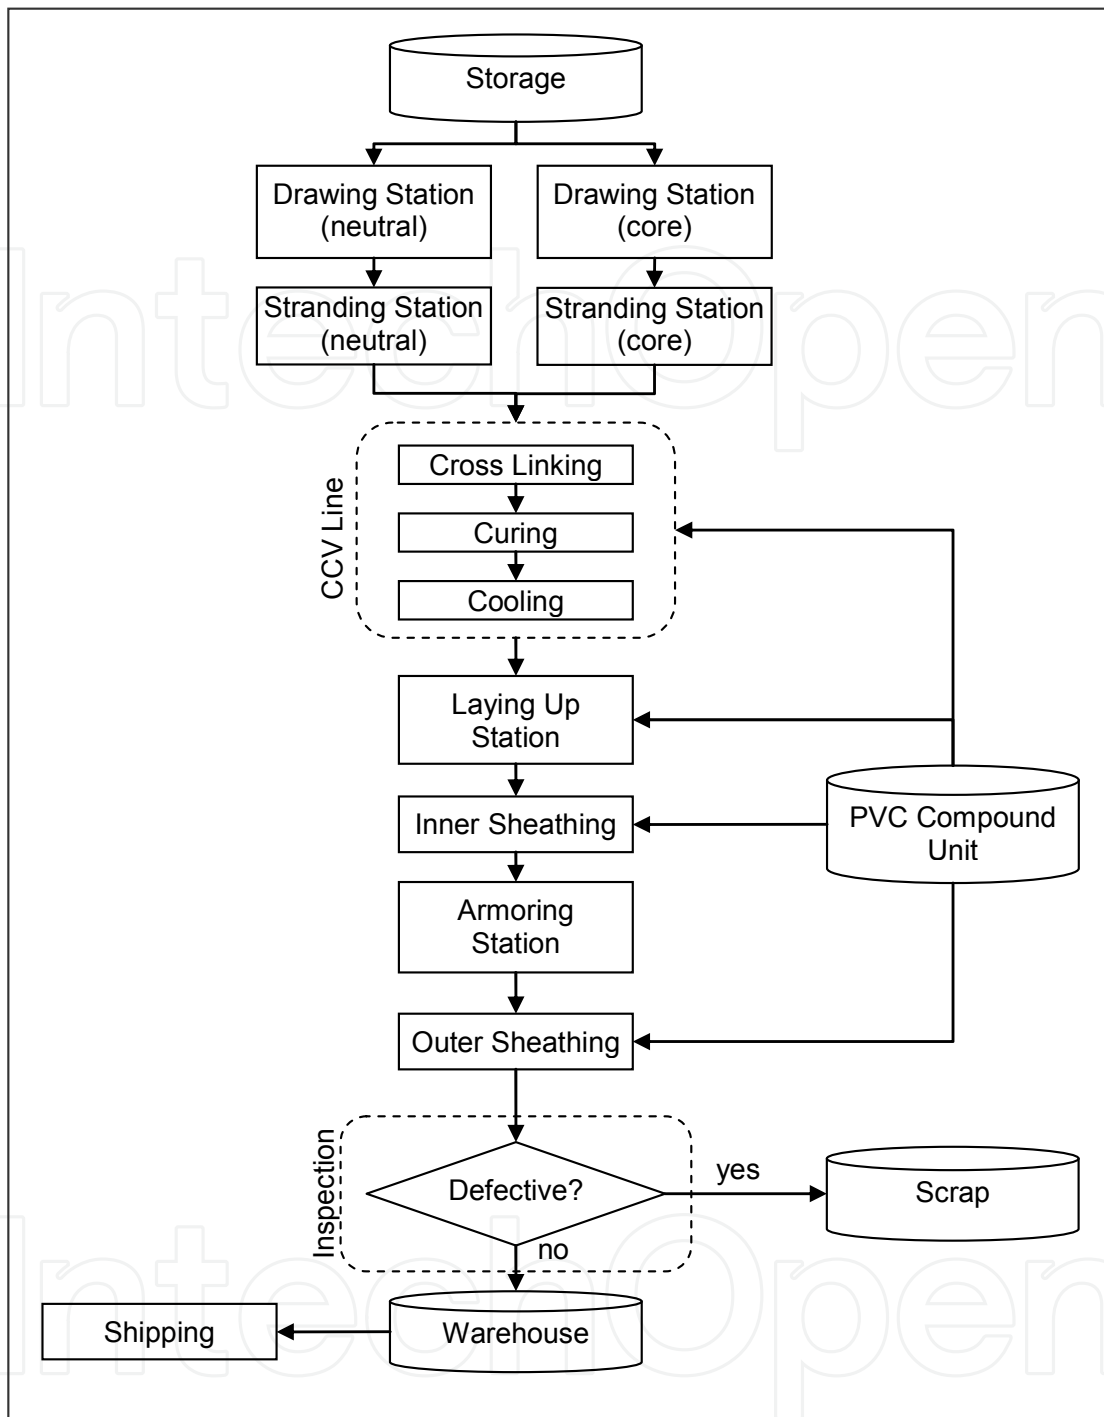 Storage
Drawing Station
(neutral)
Drawing Station
(core)
Stranding Station
(neutral)
Stranding Station
(core)
CCV Line
Cross Linking
Curing
Cooling
Laying Up
Station
PVC Compound
Unit
Inner Sheathing
Armoring
Station
Outer Sheathing
Inspection
Defective?
yes
Scrap
no
Shipping
Warehouse
IntechOpen
IntechOpen